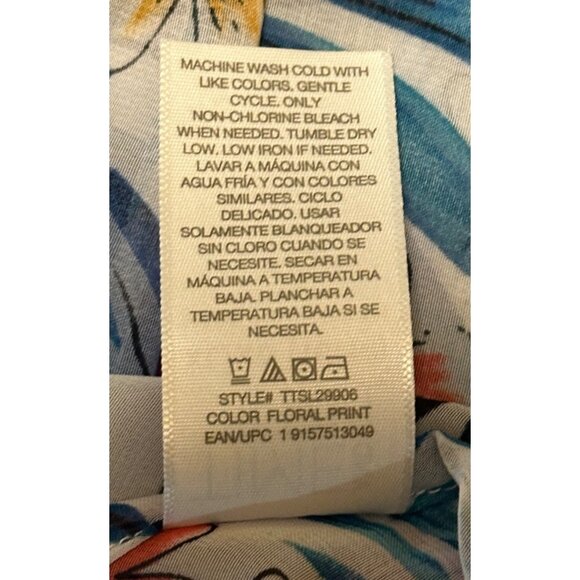 MACHINE WASH COLD WITH
LIKE COLORS. GENTLE
CYCLE. ONLY
NON-CHLORINE BLEACH
WHEN NEEDED. TUMBLE DRY
LOW. LOW IRON IF NEEDED.
LAVAR A MÁQUINA CON
AGUA FRÍA Y CON COLORES
SIMILARES. CICLO
DELICADO. USAR
SOLAMENTE BLANQUEADOR
SIN CLORO CUANDO SE
NECESITE. SECAR EN
MÁQUINA A TEMPERATURA
BAJA. PLANCHAR A
TEMPERATURA BAJA SI SE
NECESITA.
STYLE# TTSL29906
COLOR FLORAL PRINT
EAN/UPC 1 9157513049